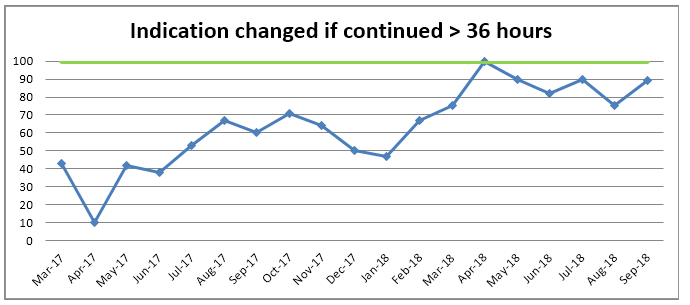 Indication changed if continued > 36 hours
100
90
80
70
60
50
40
30
20
10
0
Mar-17
Apr-17
May-17
Jun-17
Jul-17
Aug-17
Sep-17
Oct-17
Nov-17
Dec-17
Jan-18
Feb-18
Mar-18
Apr-18
May-18
Jun-18
Jul-18
Aug-18
Sep-18